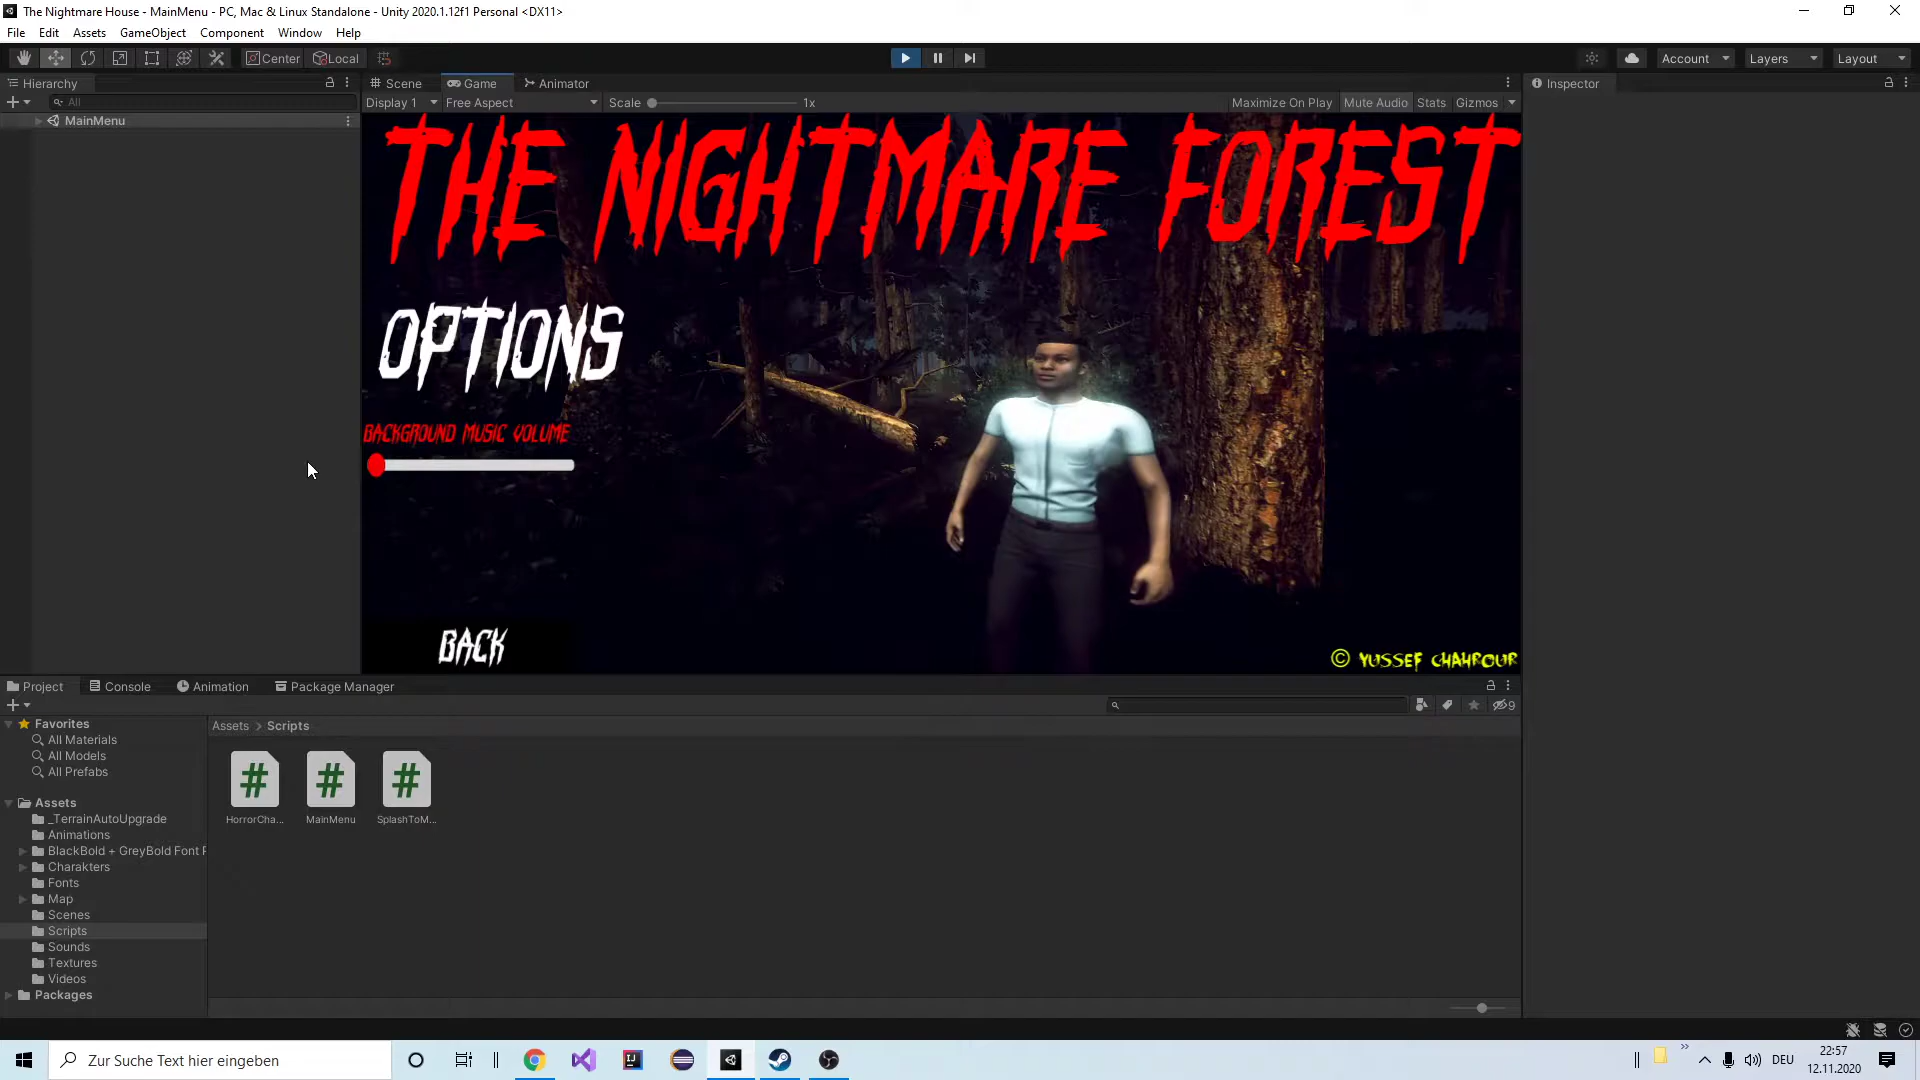 The Nightmare House - MainMenu - PC, Mac & Linux Standalone - Unity 2020.1.12f1 Personal <DX11>
File Edit Assets GameObject Component Window Help
Center Local Account Layers Layout
Hierarchy
All
MainMenu
Scene Game Animator
Display 1 Free Aspect Scale 1x Maximize On Play Mute Audio Stats Gizmos
Inspector
THE NIGHTMARE FOREST
OPTIONS
BACKGROUND MUSIC VOLUME
BACK
© YUSSEF CHAHROUR
Project Console Animation Package Manager
9
Favorites
All Materials
All Models
All Prefabs
Assets
_TerrainAutoUpgrade
Animations
BlackBold + GreyBold Font P
Charakters
Fonts
Map
Scenes
Scripts
Sounds
Textures
Videos
Packages
Assets > Scripts
HorrorCha... MainMenu SplashToM...
Zur Suche Text hier eingeben
DEU
22:57
12.11.2020